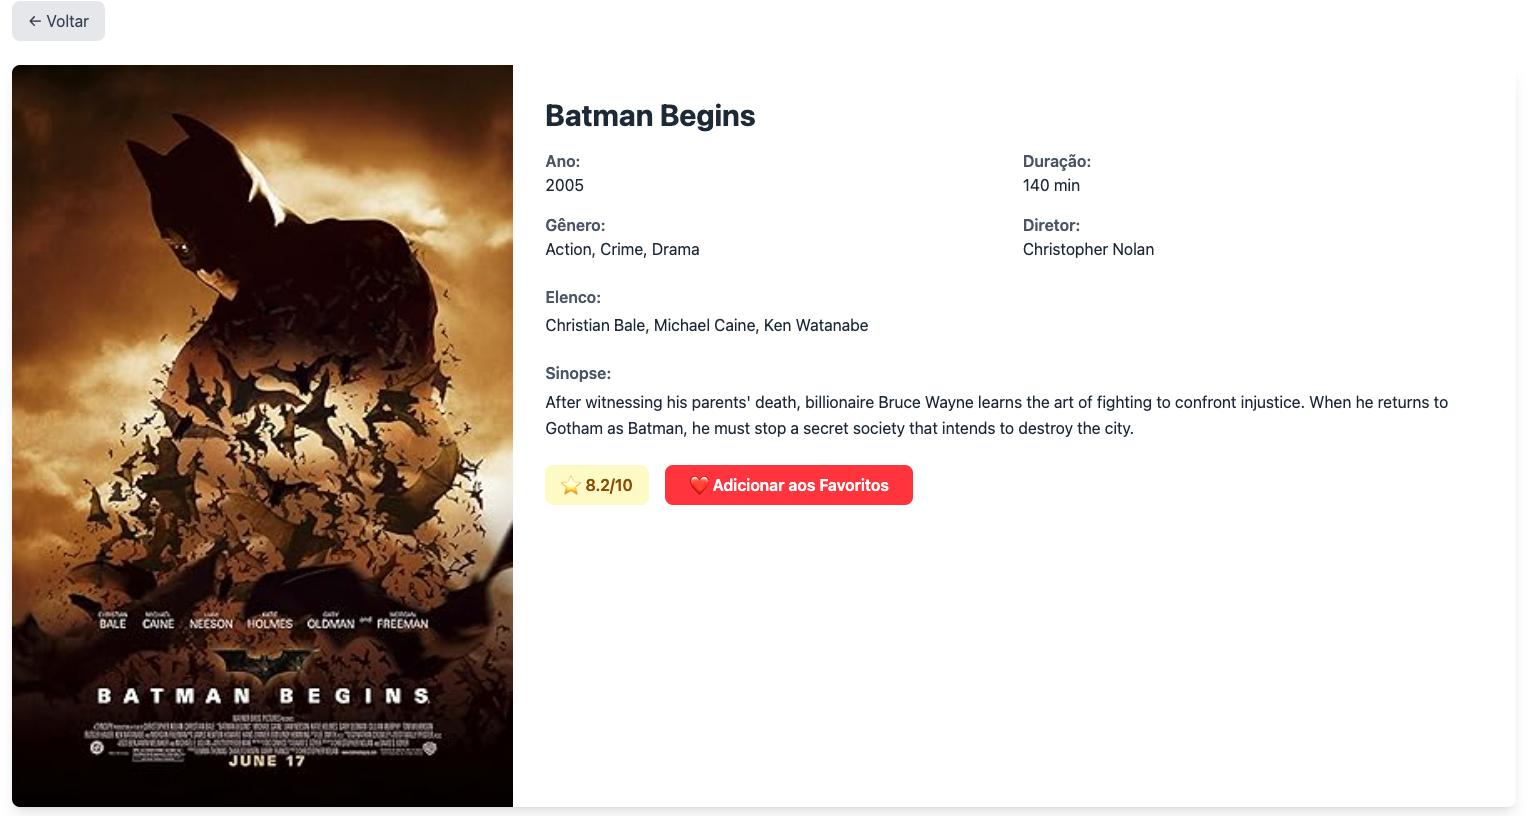 ← Voltar
Batman Begins
Ano:
2005
Duração:
140 min
Gênero:
Action, Crime, Drama
Diretor:
Christopher Nolan
Elenco:
Christian Bale, Michael Caine, Ken Watanabe
Sinopse:
After witnessing his parents' death, billionaire Bruce Wayne learns the art of fighting to confront injustice. When he returns to
Gotham as Batman, he must stop a secret society that intends to destroy the city.
⭐ 8.2/10
❤️ Adicionar aos Favoritos
CHRISTIAN BALE MICHAEL CAINE LIAM NEESON KATIE HOLMES GARY OLDMAN and MORGAN FREEMAN
BATMAN BEGINS
JUNE 17